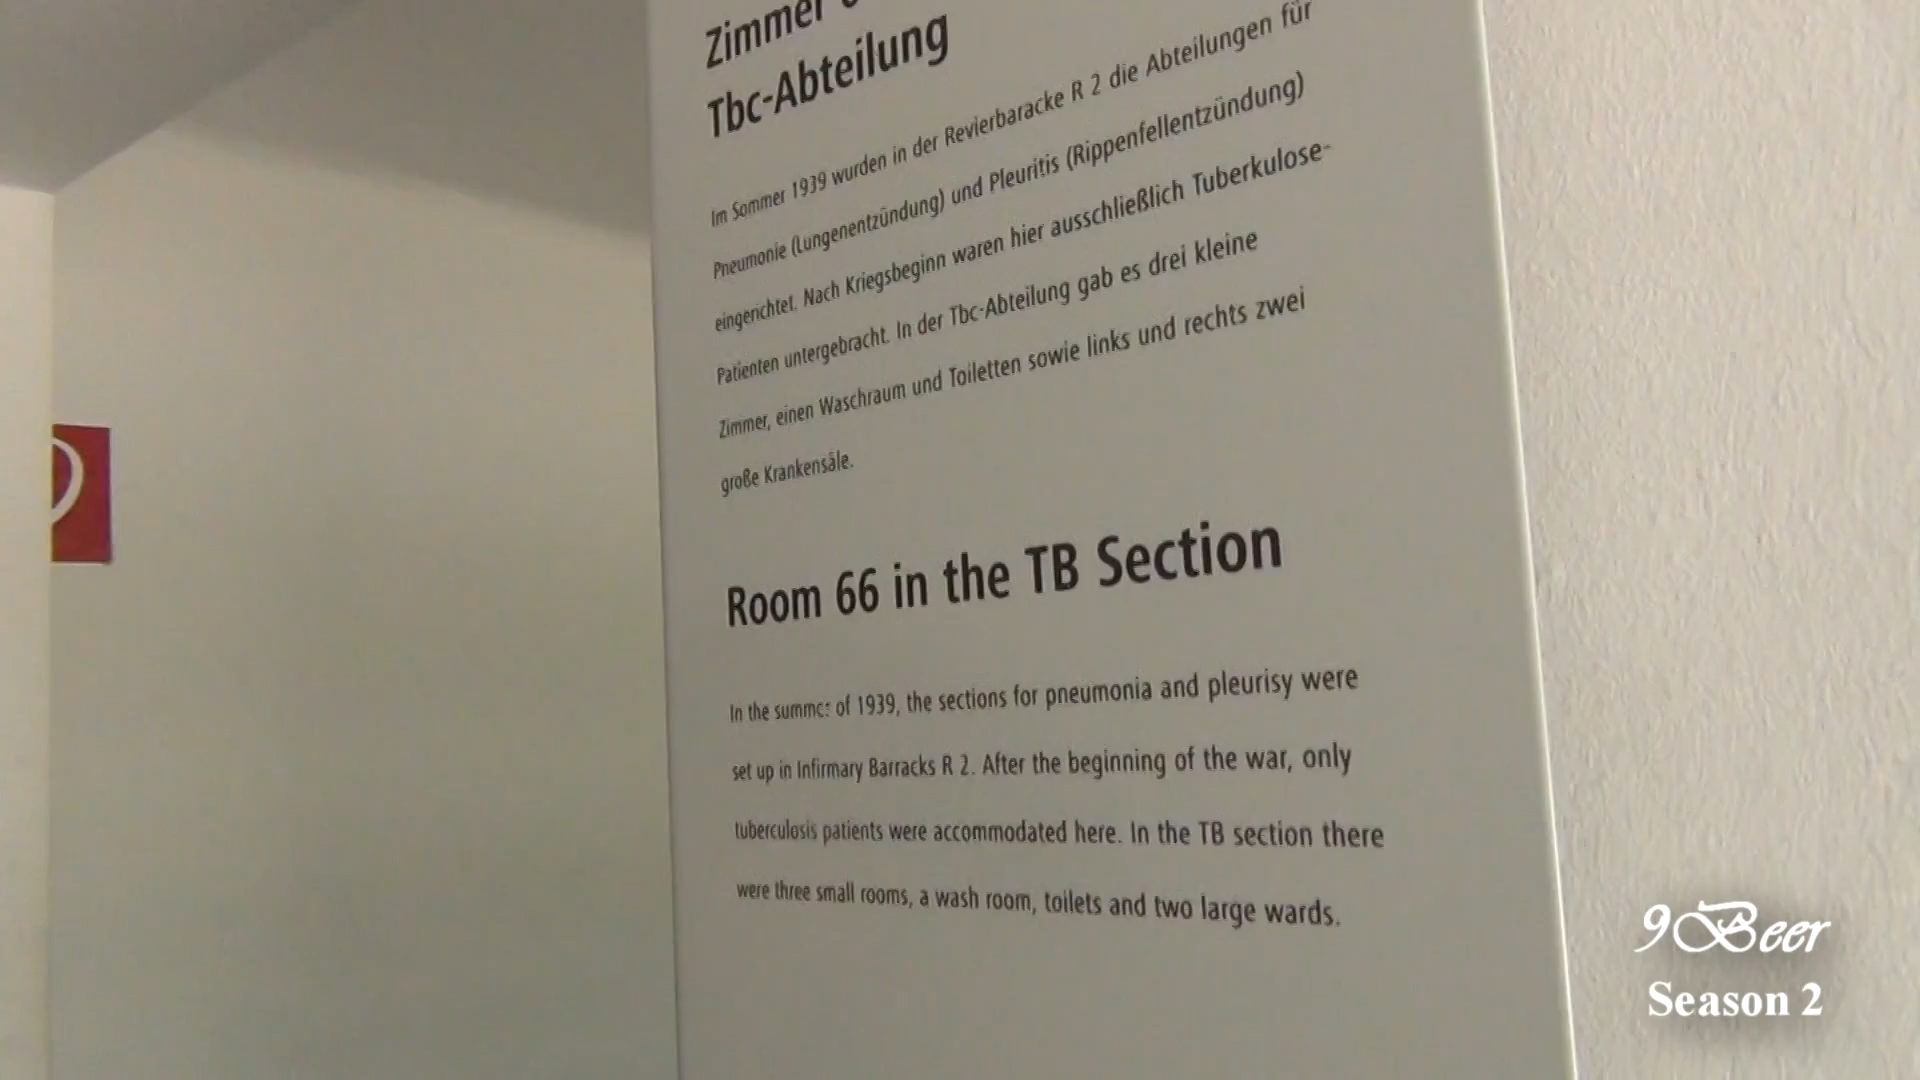 Zimmer
Tbc-Abteilung
Im Sommer 1939 wurden in der Revierbaracke R 2 die Abteilungen für
Pneumonie (Lungenentzündung) und Pleuritis (Rippenfellentzündung)
eingerichtet. Nach Kriegsbeginn waren hier ausschließlich Tuberkulose-
Patienten untergebracht. In der Tbc-Abteilung gab es drei kleine
Zimmer, einen Waschraum und Toiletten sowie links und rechts zwei
große Krankensäle.
Room 66 in the TB Section
In the summer of 1939, the sections for pneumonia and pleurisy were
set up in Infirmary Barracks R 2. After the beginning of the war, only
tuberculosis patients were accommodated here. In the TB section there
were three small rooms, a wash room, toilets and two large wards.
9Beer
Season 2